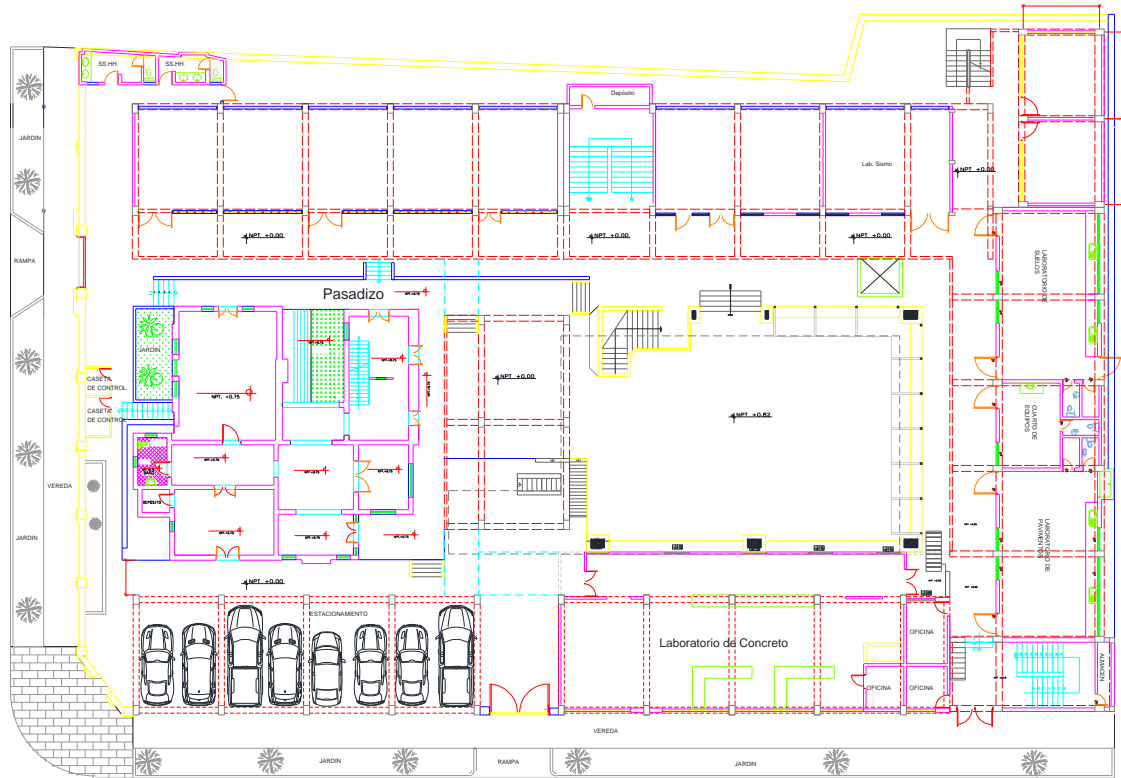 SS.HH.
SS.HH.
Depósito
JARDIN
Lab. Sismo
NPT +0.00
NPT +0.00
NPT +0.00
NPT +0.00
RAMPA
LABORATORIO DE
SUELOS
Pasadizo
JARDIN
JARDIN
CASETA
DE CONTROL
CASETA
DE CONTROL
NPT. +0.75
NPT +0.00
NPT +0.82
CUARTO DE
EQUIPOS
VEREDA
DEPOSITO
JARDIN
LABORATORIO DE
PAVIMENTOS
NPT +0.00
ESTACIONAMIENTO
Laboratorio de Concreto
OFICINA
OFICINA
OFICINA
ALMACEN
VEREDA
JARDIN
RAMPA
JARDIN